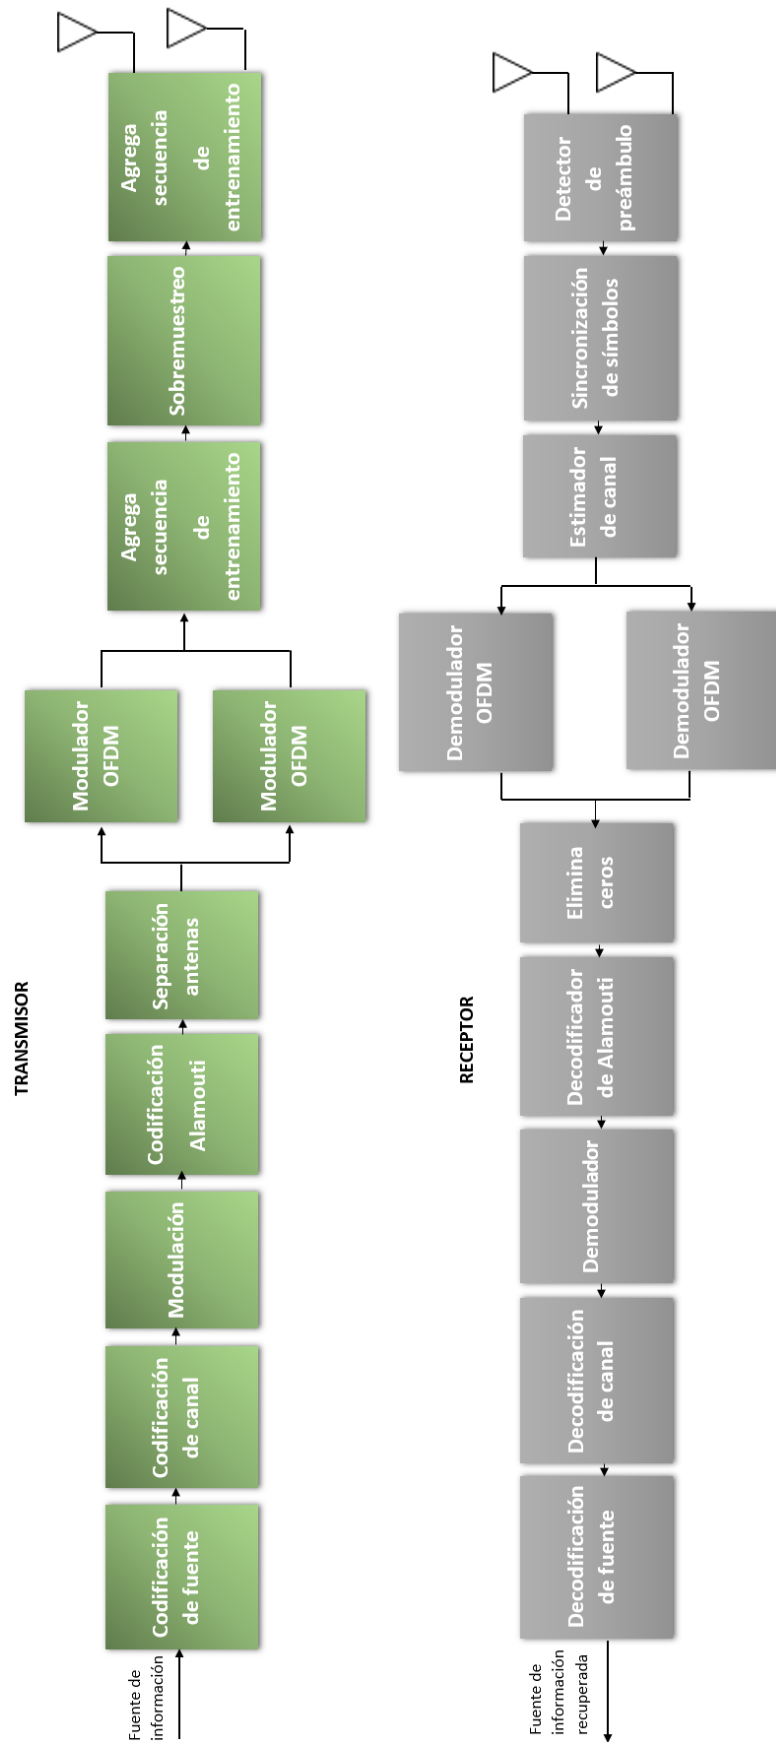 TRANSMISOR
Fuente de
información
Codificación
de fuente
Codificación
de canal
Modulación
Codificación
Alamouti
Separación
antenas
Modulador
OFDM
Modulador
OFDM
Agrega
secuencia
de
entrenamiento
Sobremuestreo
Agrega
secuencia
de
entrenamiento
RECEPTOR
Detector
de
preámbulo
Sincronización
de símbolos
Estimador
de canal
Demodulador
OFDM
Demodulador
OFDM
Elimina
ceros
Decodificador
de Alamouti
Demodulador
Decodificación
de canal
Decodificación
de fuente
Fuente de
información
recuperada